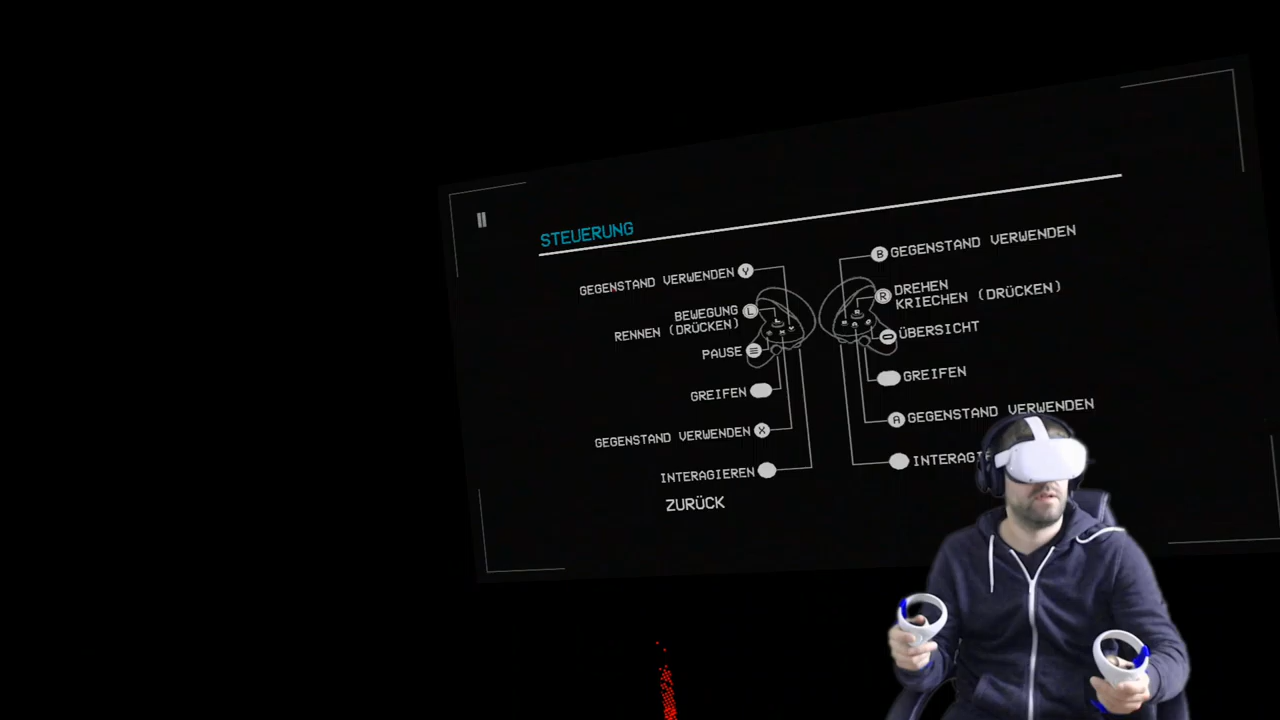 STEUERUNG
GEGENSTAND VERWENDEN Y
BEWEGUNG L
RENNEN (DRÜCKEN)
PAUSE
GREIFEN
GEGENSTAND VERWENDEN X
INTERAGIEREN
ZURÜCK
B GEGENSTAND VERWENDEN
R DREHEN
KRIECHEN (DRÜCKEN)
ÜBERSICHT
GREIFEN
A GEGENSTAND VERWENDEN
INTERAGI